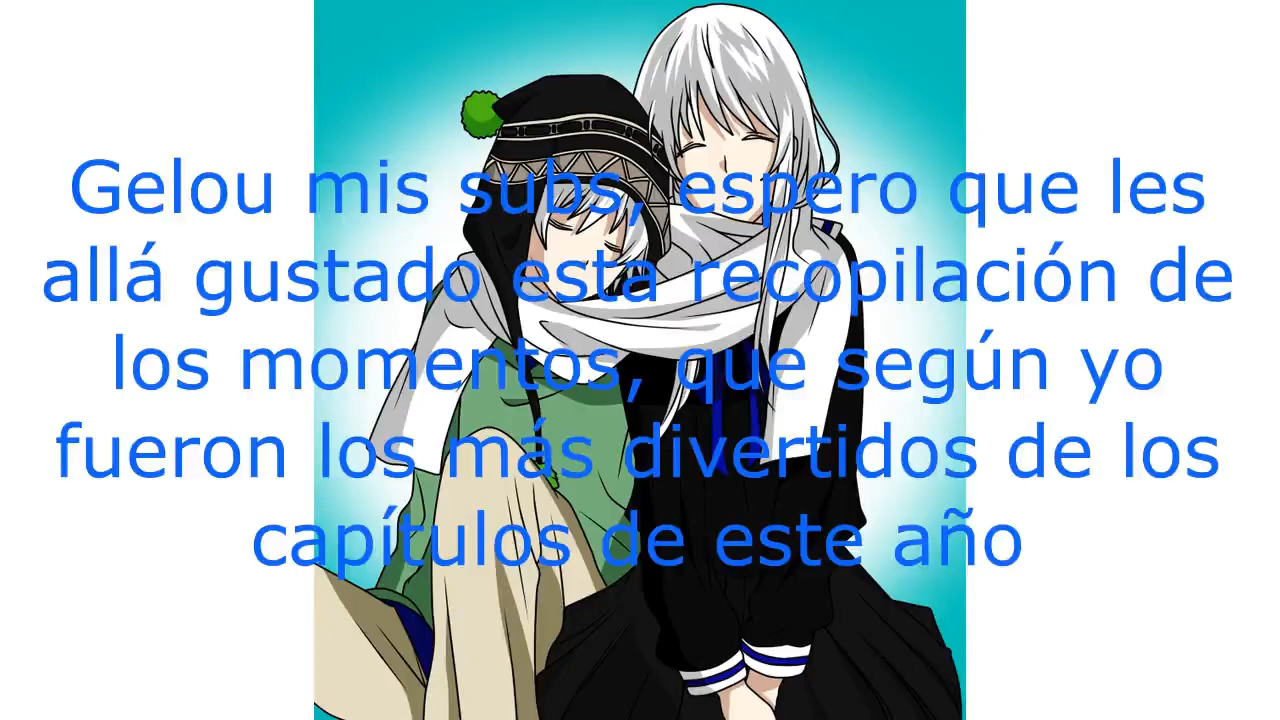 Gelou mis subs, espero que les
allá gustado esta recopilación de
los momentos, que según yo
fueron los más divertidos de los
capítulos de este año